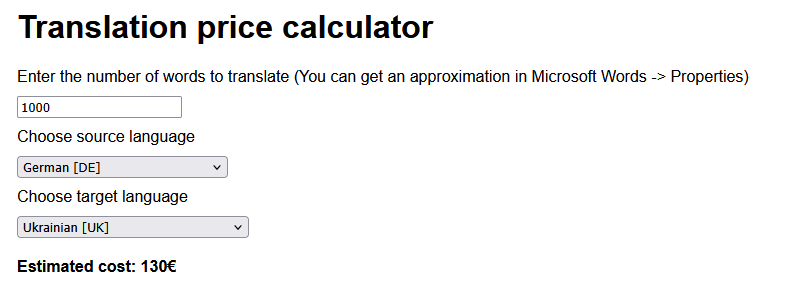 Translation price calculator
Enter the number of words to translate (You can get an approximation in Microsoft Words -> Properties)
1000
Choose source language
German [DE]
Choose target language
Ukrainian [UK]
Estimated cost: 130€